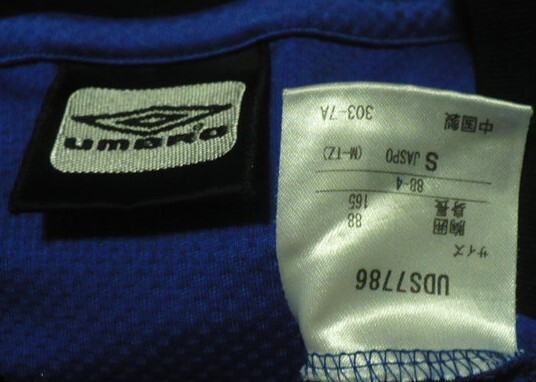 umbro
UDS7786
サイズ
胸囲 88
身長 165
88-4
S JASPO (M-TZ)
中国製 303-7A